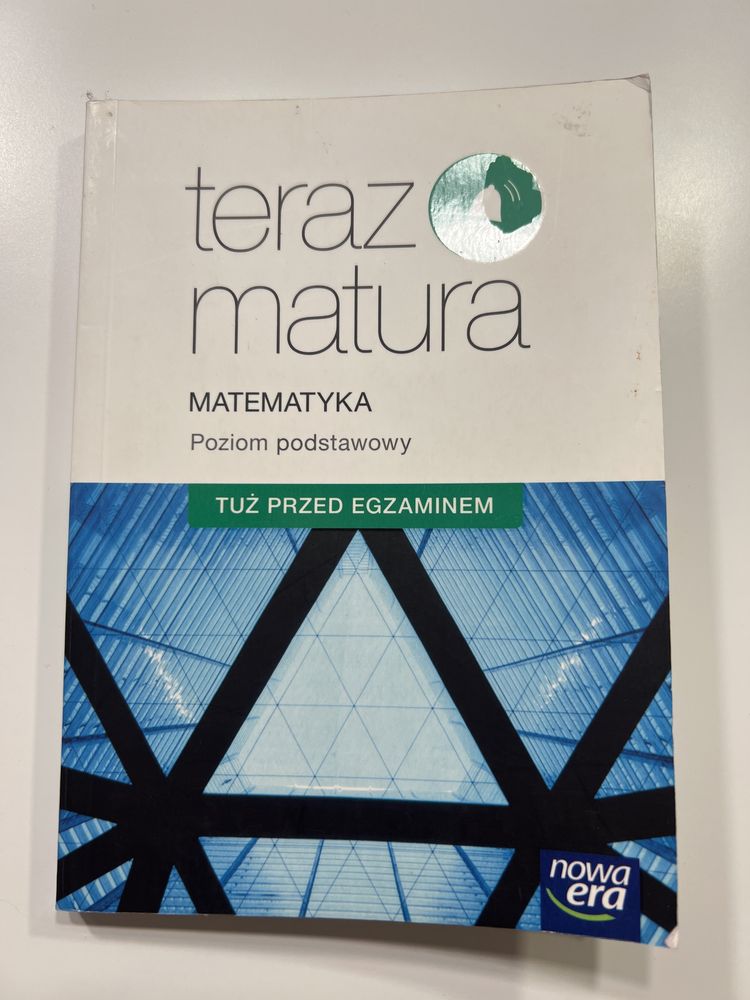 teraz
matura
MATEMATYKA
Poziom podstawowy
TUŻ PRZED EGZAMINEM
nowa
era